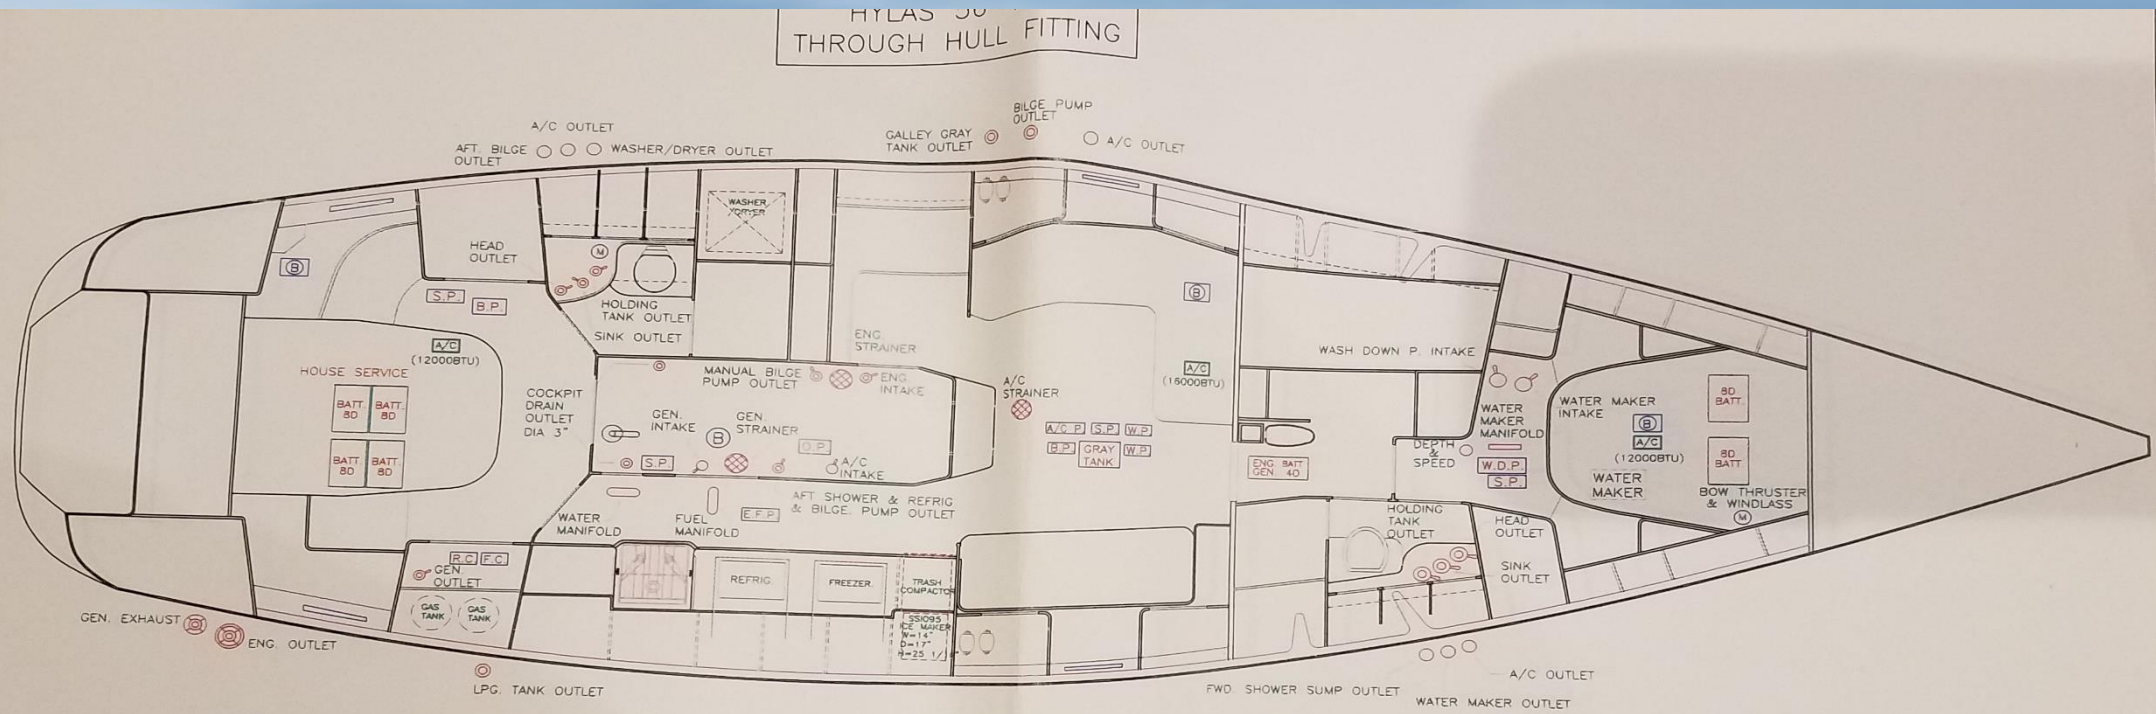 HYLAS
THROUGH HULL FITTING
BILGE PUMP
OUTLET
A/C OUTLET
GALLEY GRAY
TANK OUTLET
A/C OUTLET
AFT. BILGE
OUTLET
WASHER/DRYER OUTLET
WASHER
/DRYER
HEAD
OUTLET
M
B
S.P.
B.P.
HOLDING
TANK OUTLET
SINK OUTLET
ENG.
STRAINER
B
A/C
(12000BTU)
HOUSE SERVICE
BATT.
8D
BATT.
8D
BATT.
8D
BATT.
8D
COCKPIT
DRAIN
OUTLET
DIA 3"
MANUAL BILGE
PUMP OUTLET
ENG
INTAKE
GEN.
INTAKE
GEN.
STRAINER
B
O.P.
S.P.
A/C
INTAKE
A/C
STRAINER
A/C
(16000BTU)
A/C P.
S.P.
W.P.
B.P.
GRAY
TANK
W.P.
WASH DOWN P. INTAKE
ENG. BATT
GEN. 4D
DEPTH
&
SPEED
WATER
MAKER
MANIFOLD
W.D.P.
S.P.
WATER MAKER
INTAKE
B
A/C
(12000BTU)
WATER
MAKER
8D
BATT.
8D
BATT.
BOW THRUSTER
& WINDLASS
M
AFT SHOWER & REFRIG
& BILGE. PUMP OUTLET
WATER
MANIFOLD
FUEL
MANIFOLD
E.F.P.
HOLDING
TANK
OUTLET
HEAD
OUTLET
SINK
OUTLET
R.C.
F.C.
GEN.
OUTLET
GAS
TANK
GAS
TANK
REFRIG.
FREEZER
TRASH
COMPACTOR
SS1095
ICE MAKER
W=14"
D=17"
H=25 1/
GEN. EXHAUST
ENG. OUTLET
LPG. TANK OUTLET
A/C OUTLET
FWD. SHOWER SUMP OUTLET
WATER MAKER OUTLET